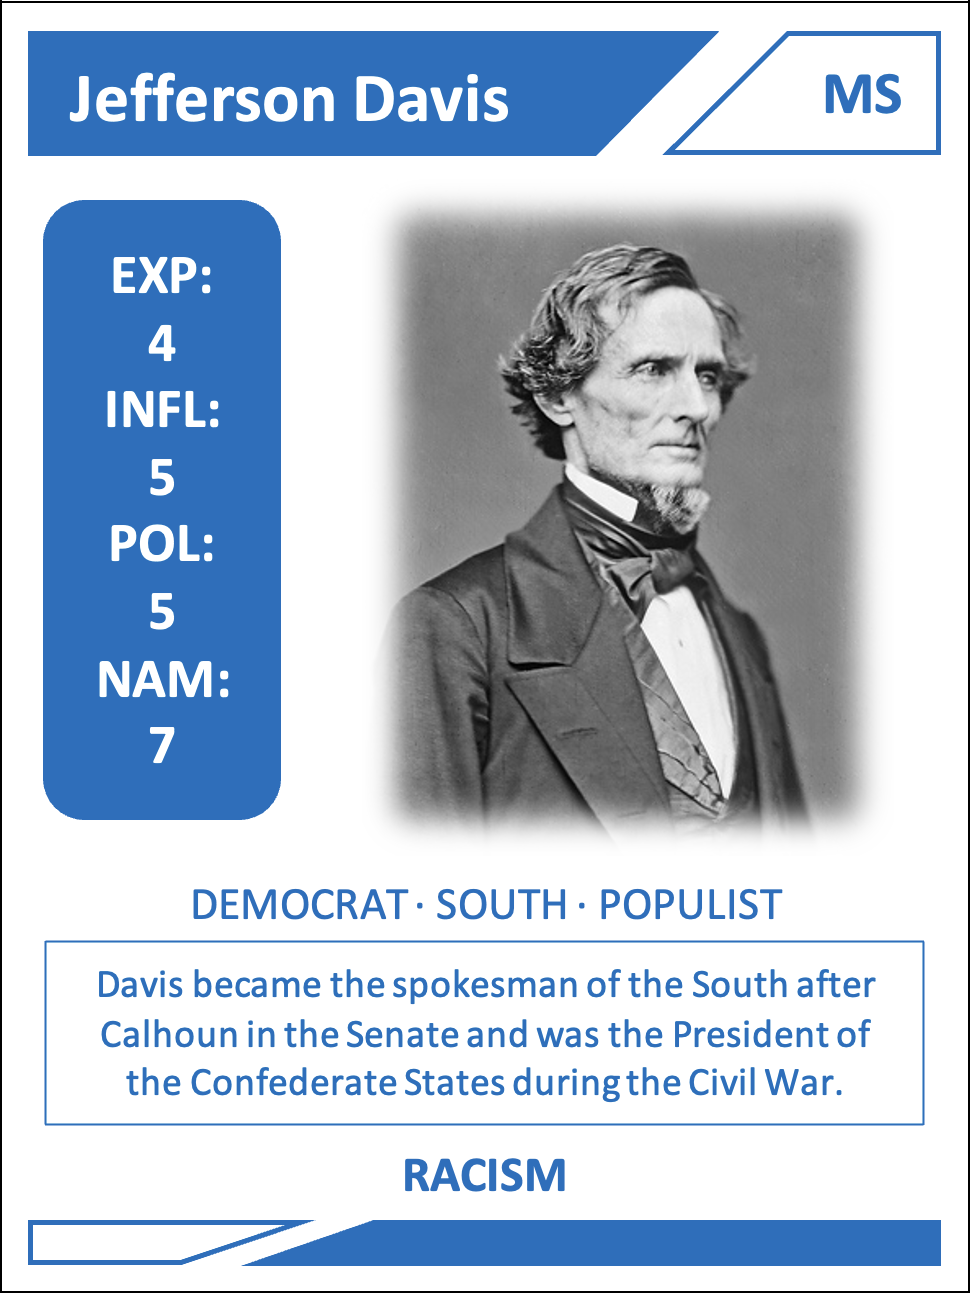 Jefferson Davis
MS
EXP:
4
INFL:
5
POL:
5
NAM:
7
DEMOCRAT · SOUTH · POPULIST
Davis became the spokesman of the South after
Calhoun in the Senate and was the President of
the Confederate States during the Civil War.
RACISM